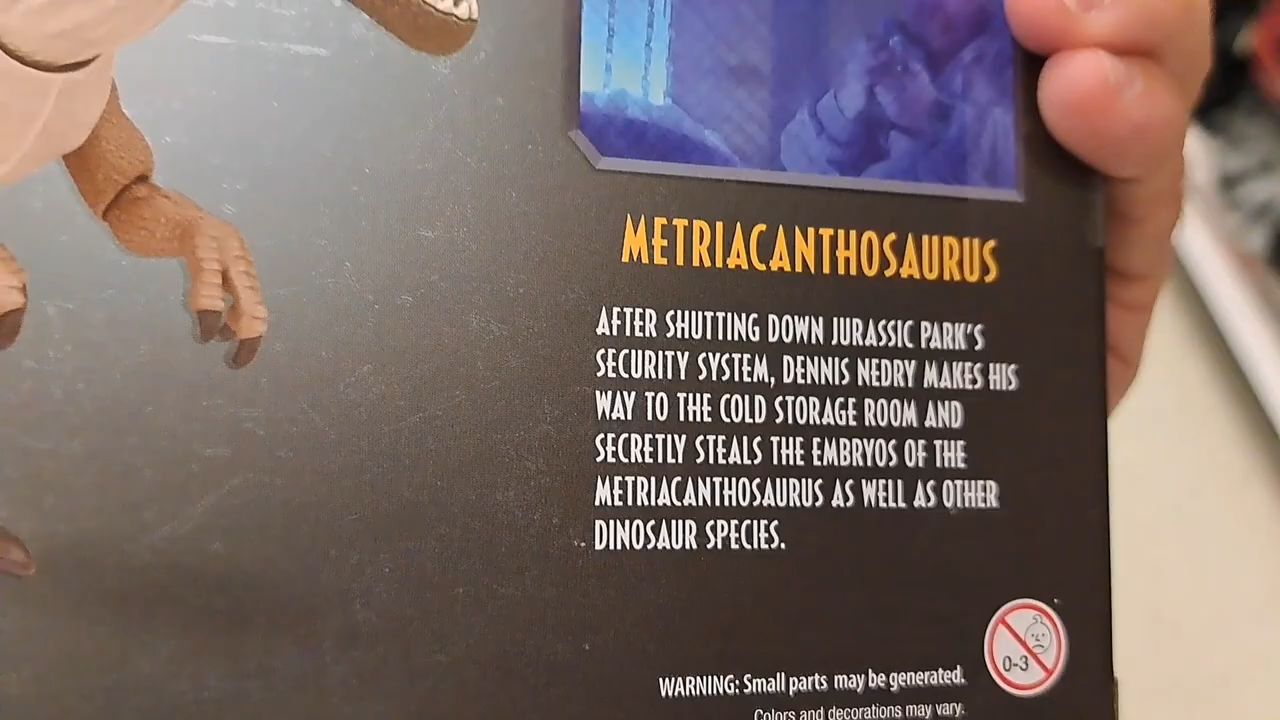 METRIACANTHOSAURUS
AFTER SHUTTING DOWN JURASSIC PARK'S
SECURITY SYSTEM, DENNIS NEDRY MAKES HIS
WAY TO THE COLD STORAGE ROOM AND
SECRETLY STEALS THE EMBRYOS OF THE
METRIACANTHOSAURUS AS WELL AS OTHER
DINOSAUR SPECIES.
0-3
WARNING: Small parts may be generated.
Colors and decorations may vary.